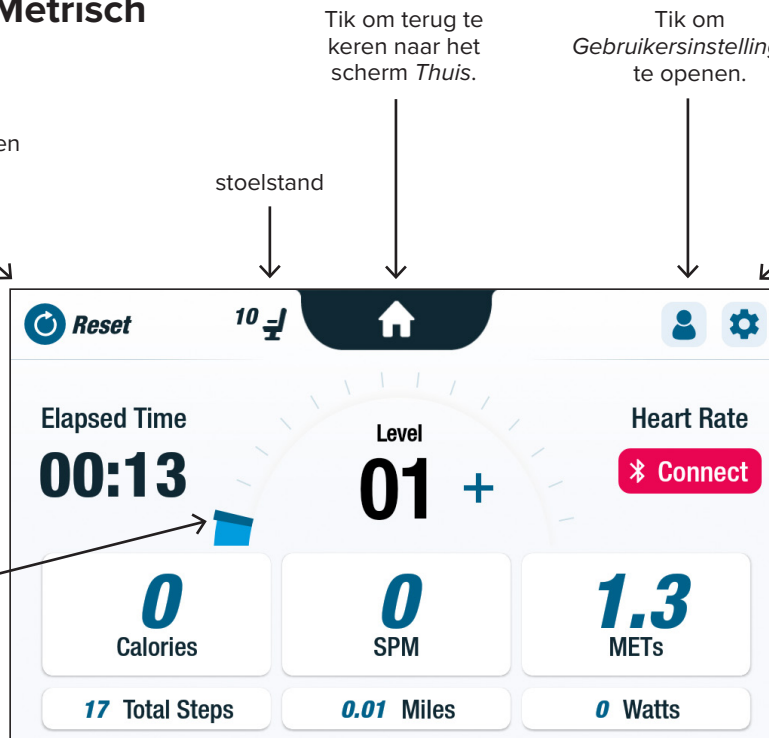 Metrisch
Tik om terug te
keren naar het
scherm Thuis.
Tik om
te openen.
en
stoelstand
Reset
10
Elapsed Time
00:13
Level
01 +
Heart Rate
Connect
0
Calories
0
SPM
1.3
METs
17 Total Steps
0.01 Miles
0 Watts